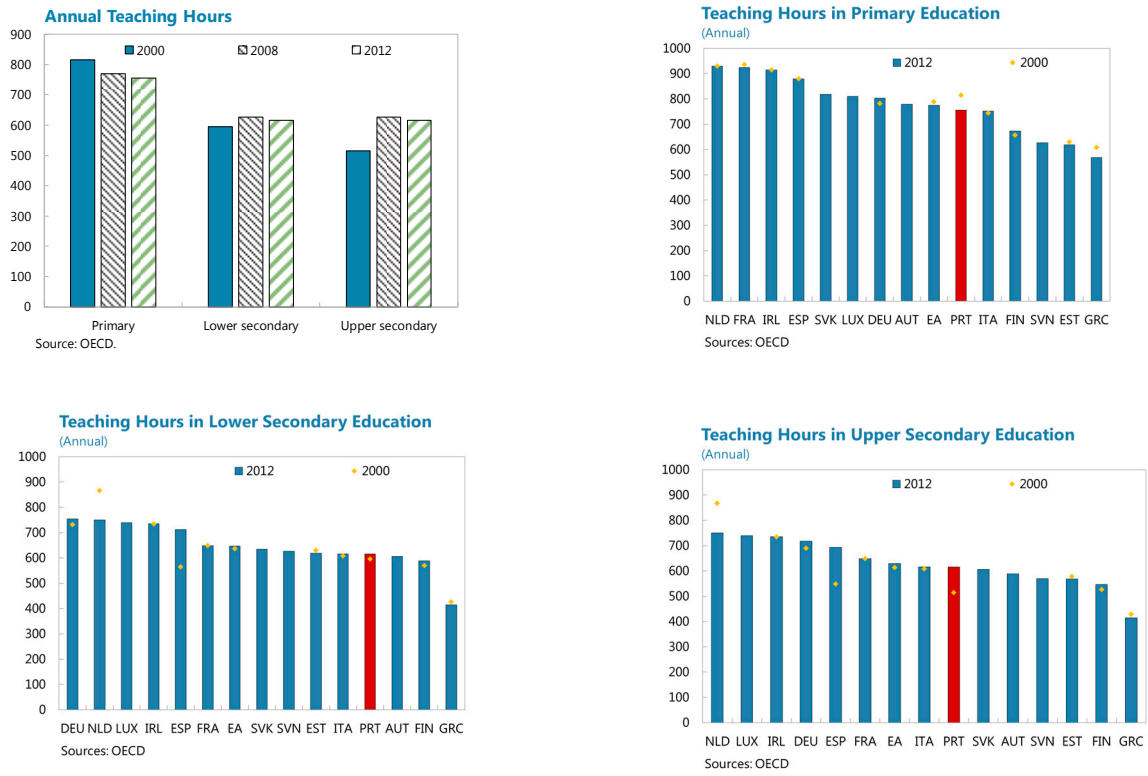 Annual Teaching Hours
900
800
700
600
500
400
300
200
100
0
2000 2008 2012
Primary Lower secondary Upper secondary
Source: OECD.
Teaching Hours in Primary Education
(Annual)
1000
900
800
700
600
500
400
300
200
100
0
2012 2000
NLD FRA IRL ESP SVK LUX DEU AUT EA PRT ITA FIN SVN EST GRC
Sources: OECD
Teaching Hours in Lower Secondary Education
(Annual)
1000
900
800
700
600
500
400
300
200
100
0
2012 2000
DEU NLD LUX IRL ESP FRA EA SVK SVN EST ITA PRT AUT FIN GRC
Sources: OECD
Teaching Hours in Upper Secondary Education
(Annual)
1000
900
800
700
600
500
400
300
200
100
0
2012 2000
NLD LUX IRL DEU ESP FRA EA ITA PRT SVK AUT SVN EST FIN GRC
Sources: OECD